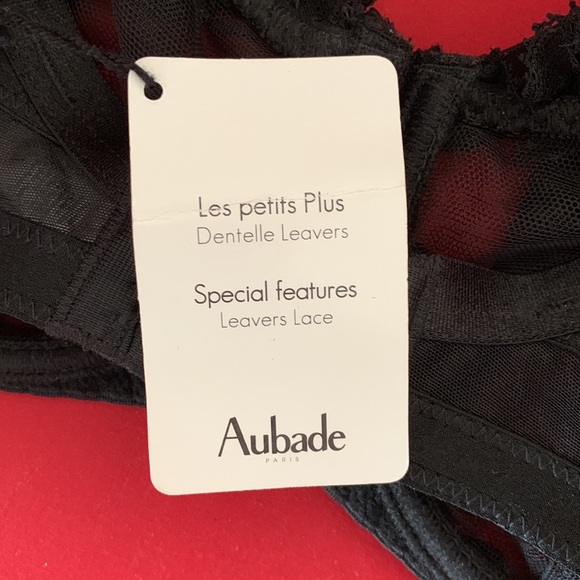 Les petits Plus
Dentelle Leavers
Special features
Leavers Lace
Aubade
PARIS